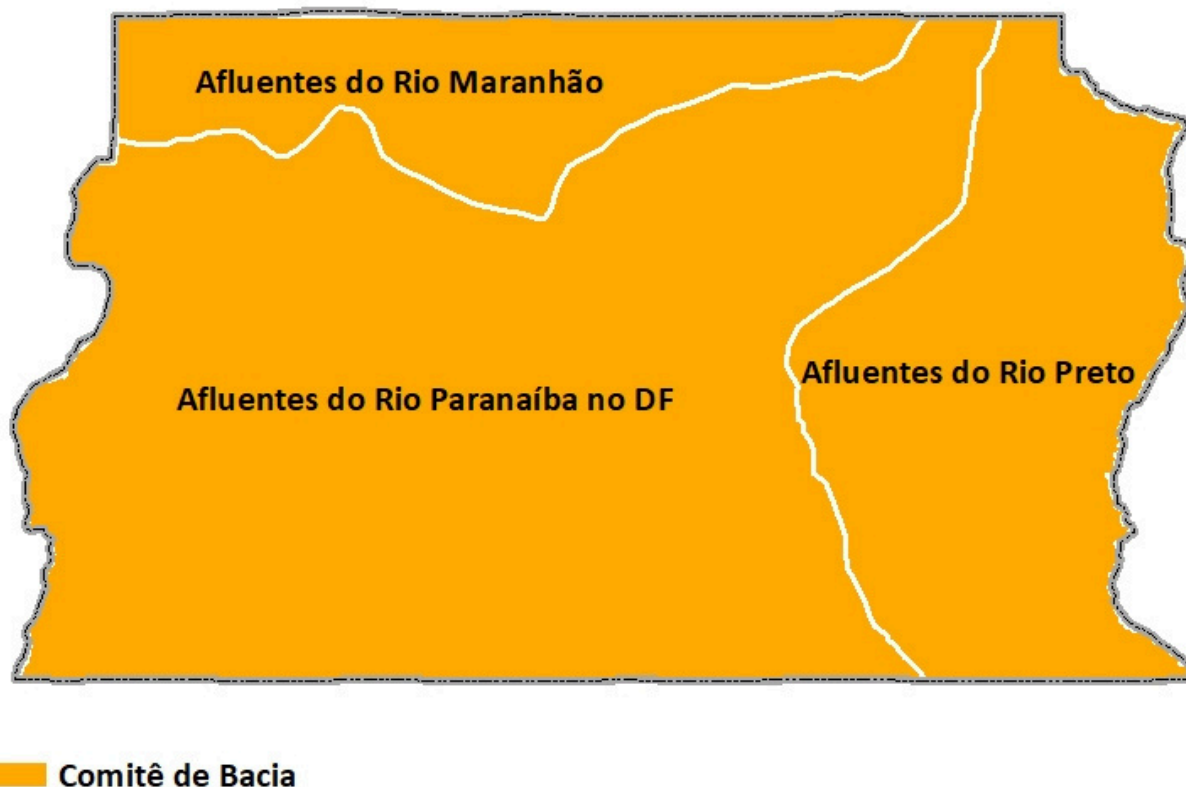 Afluentes do Rio Maranhão
Afluentes do Rio Preto
Afluentes do Rio Paranaíba no DF
Comitê de Bacia